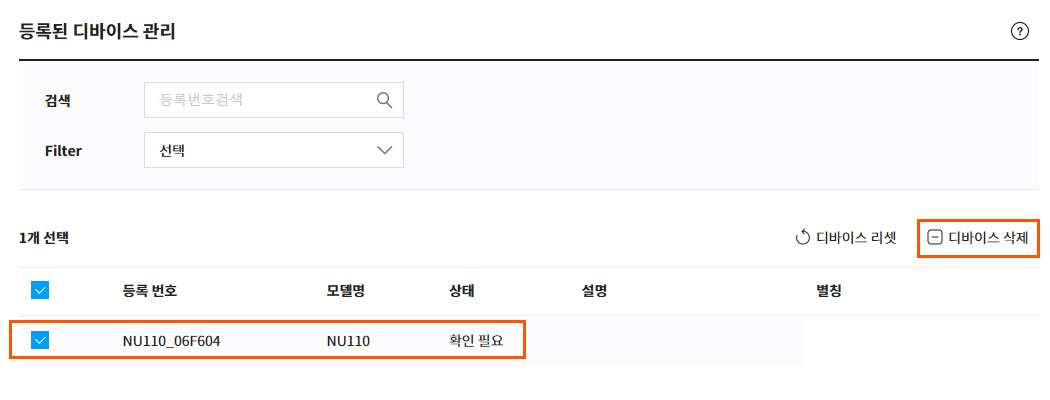 등록된 디바이스 관리
?
검색
등록번호검색
Filter
선택
1개 선택
디바이스 리셋
디바이스 삭제
등록 번호 모델명 상태 설명 별칭
NU110_06F604 NU110 확인 필요